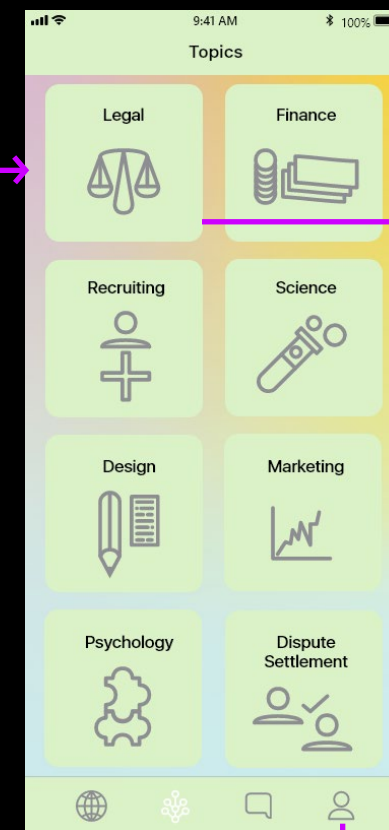 9:41 AM
100%
Topics
Legal
Finance
Recruiting
Science
Design
Marketing
Psychology
Dispute
Settlement